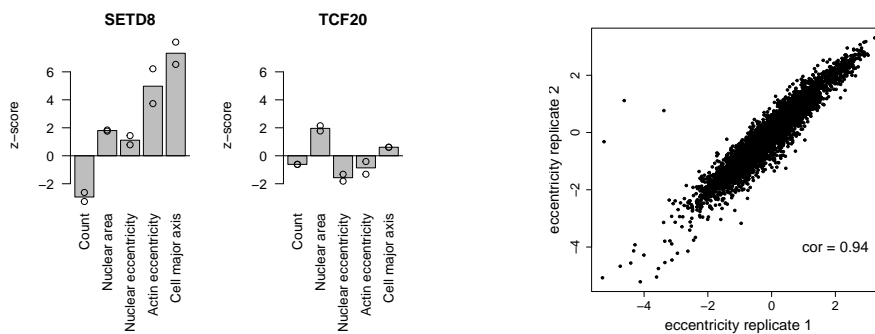 SETD8
z−score
6
4
2
0
−2
Count
Nuclear area
Nuclear eccentricity
Actin eccentricity
Cell major axis
TCF20
z−score
6
4
2
0
−2
Count
Nuclear area
Nuclear eccentricity
Actin eccentricity
Cell major axis
eccentricity replicate 2
2
0
−2
−4
cor = 0.94
−4
−2
0
2
eccentricity replicate 1